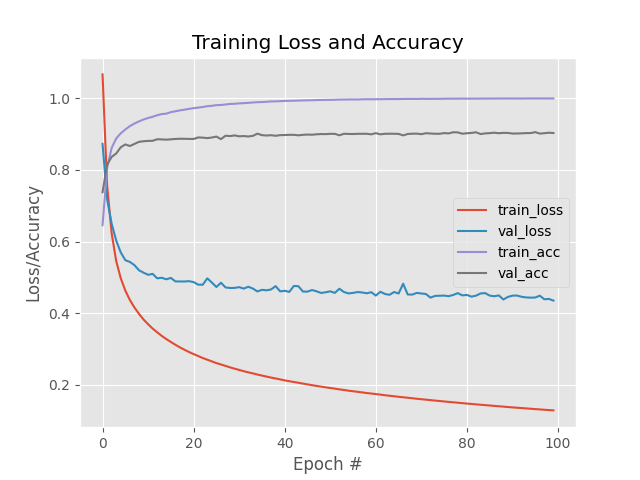 Training Loss and Accuracy
1.0
0.8
0.6
0.4
0.2
Loss/Accuracy
train_loss
val_loss
train_acc
val_acc
0 20 40 60 80 100
Epoch #